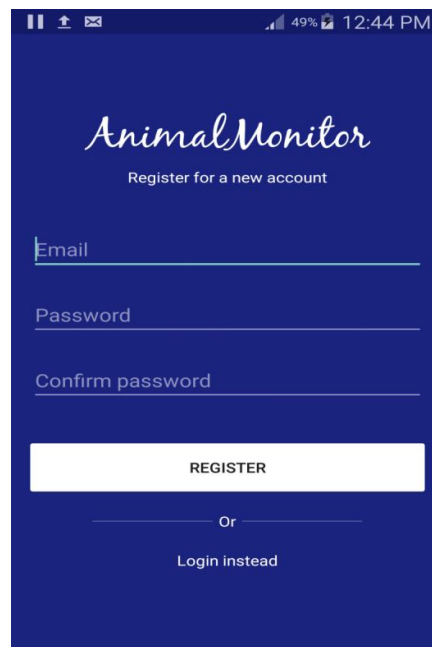 49% 12:44 PM
AnimalMonitor
Register for a new account
Email
Password
Confirm password
REGISTER
Or
Login instead